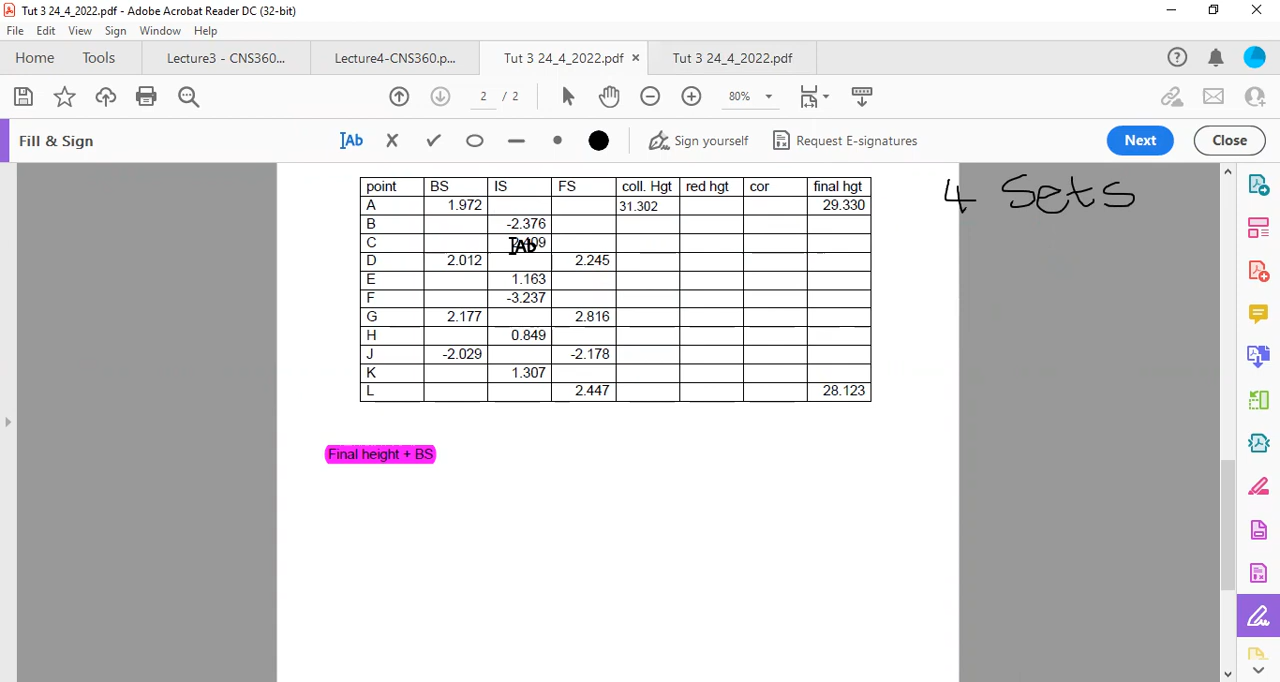 Tut 3 24_4_2022.pdf - Adobe Acrobat Reader DC (32-bit)
File Edit View Sign Window Help
Home Tools Lecture3 - CNS360... Lecture4-CNS360.p... Tut 3 24_4_2022.pdf × Tut 3 24_4_2022.pdf
2 / 2 80%
Fill & Sign Ab Sign yourself Request E-signatures Next Close
4 sets
point BS IS FS coll. Hgt red hgt cor final hgt
A 1.972 31.302 29.330
B -2.376
C Ab
D 2.012 2.245
E 1.163
F -3.237
G 2.177 2.816
H 0.849
J -2.029 -2.178
K 1.307
L 2.447 28.123
Final height + BS